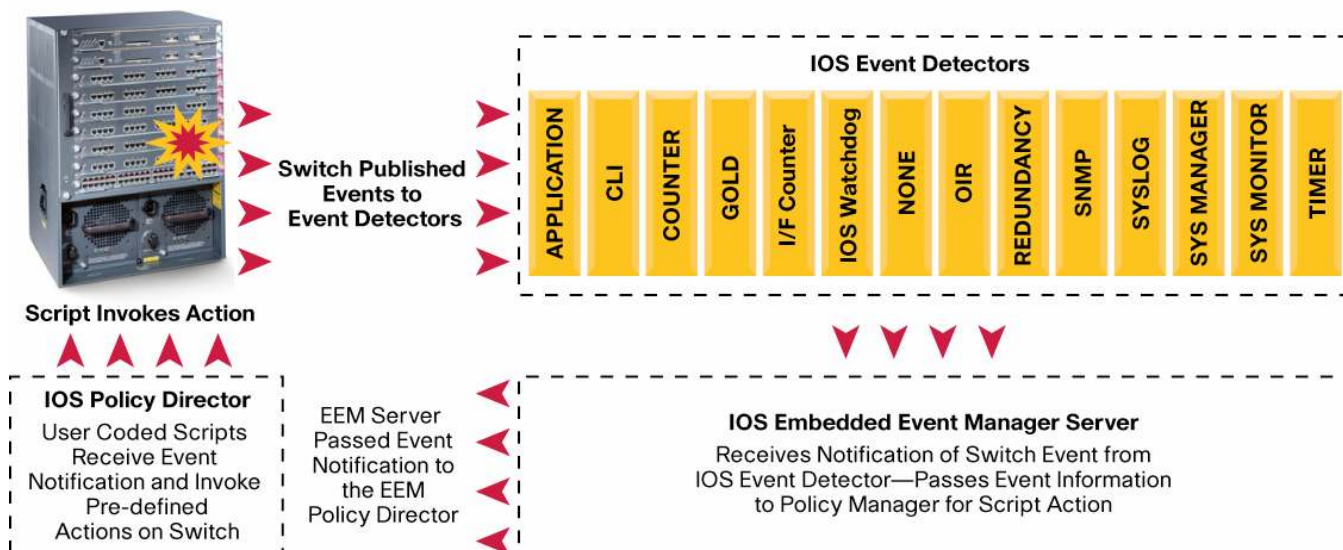 IOS Event Detectors
APPLICATION
CLI
COUNTER
GOLD
I/F Counter
IOS Watchdog
NONE
OIR
REDUNDANCY
SNMP
SYSLOG
SYS MANAGER
SYS MONITOR
TIMER
Switch Published
Events to
Event Detectors
Script Invokes Action
IOS Policy Director
User Coded Scripts
Receive Event
Notification and Invoke
Pre-defined
Actions on Switch
EEM Server
Passed Event
Notification to
the EEM
Policy Director
IOS Embedded Event Manager Server
Receives Notification of Switch Event from
IOS Event Detector—Passes Event Information
to Policy Manager for Script Action